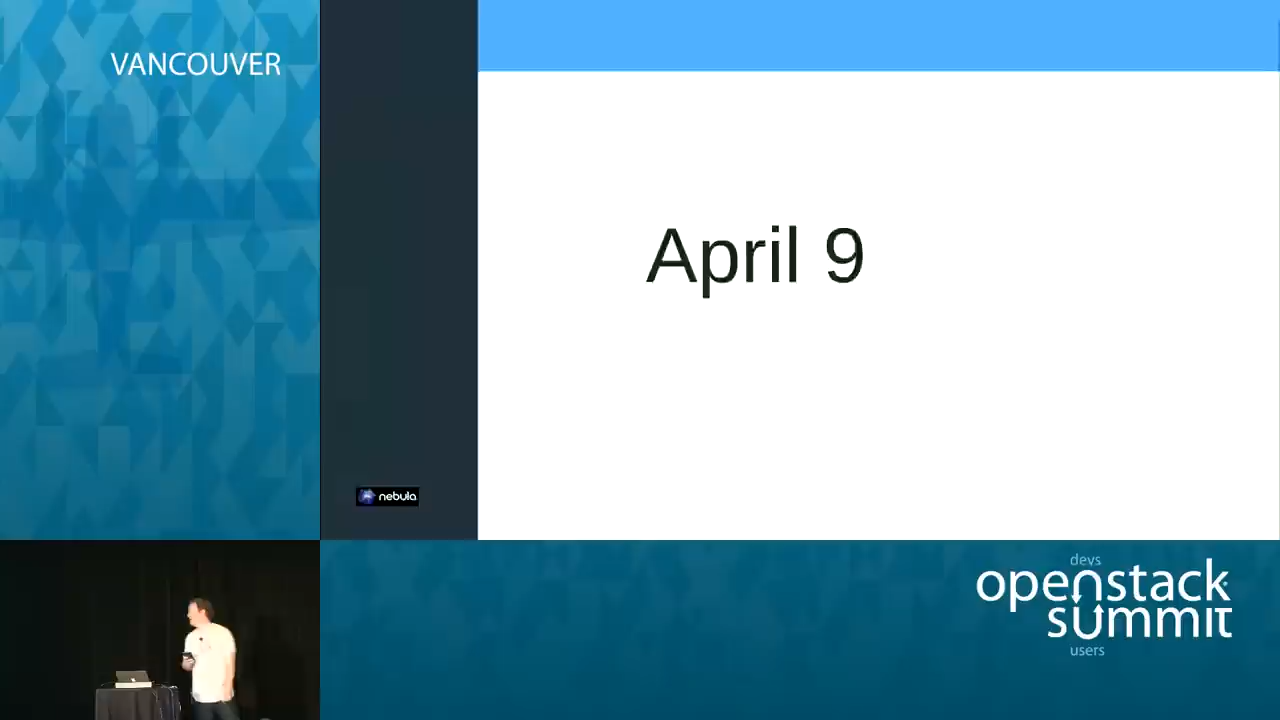 VANCOUVER
April 9
nebula
devs
openstack
summit
users